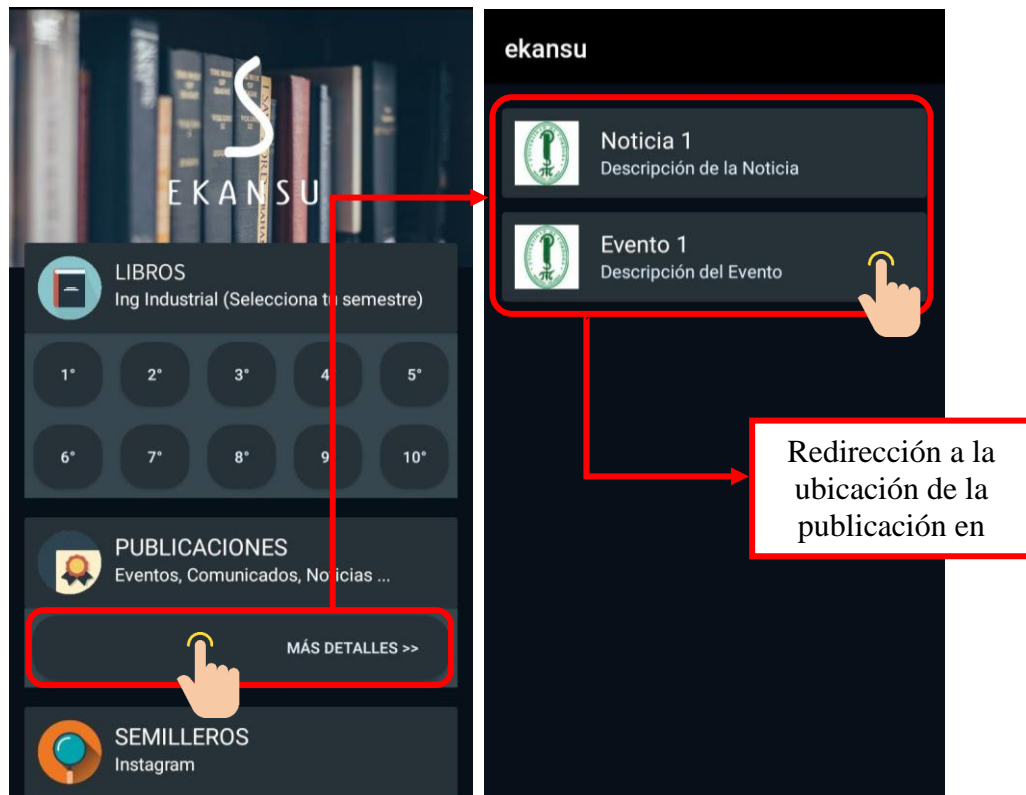 EKANSU
LIBROS
Ing Industrial (Selecciona tu semestre)
1°
2°
3°
4
5°
6°
7°
8°
9
10°
PUBLICACIONES
Eventos, Comunicados, Noticias ...
MÁS DETALLES >>
SEMILLEROS
Instagram
ekansu
Noticia 1
Descripción de la Noticia
Evento 1
Descripción del Evento
Redirección a la
ubicación de la
publicación en